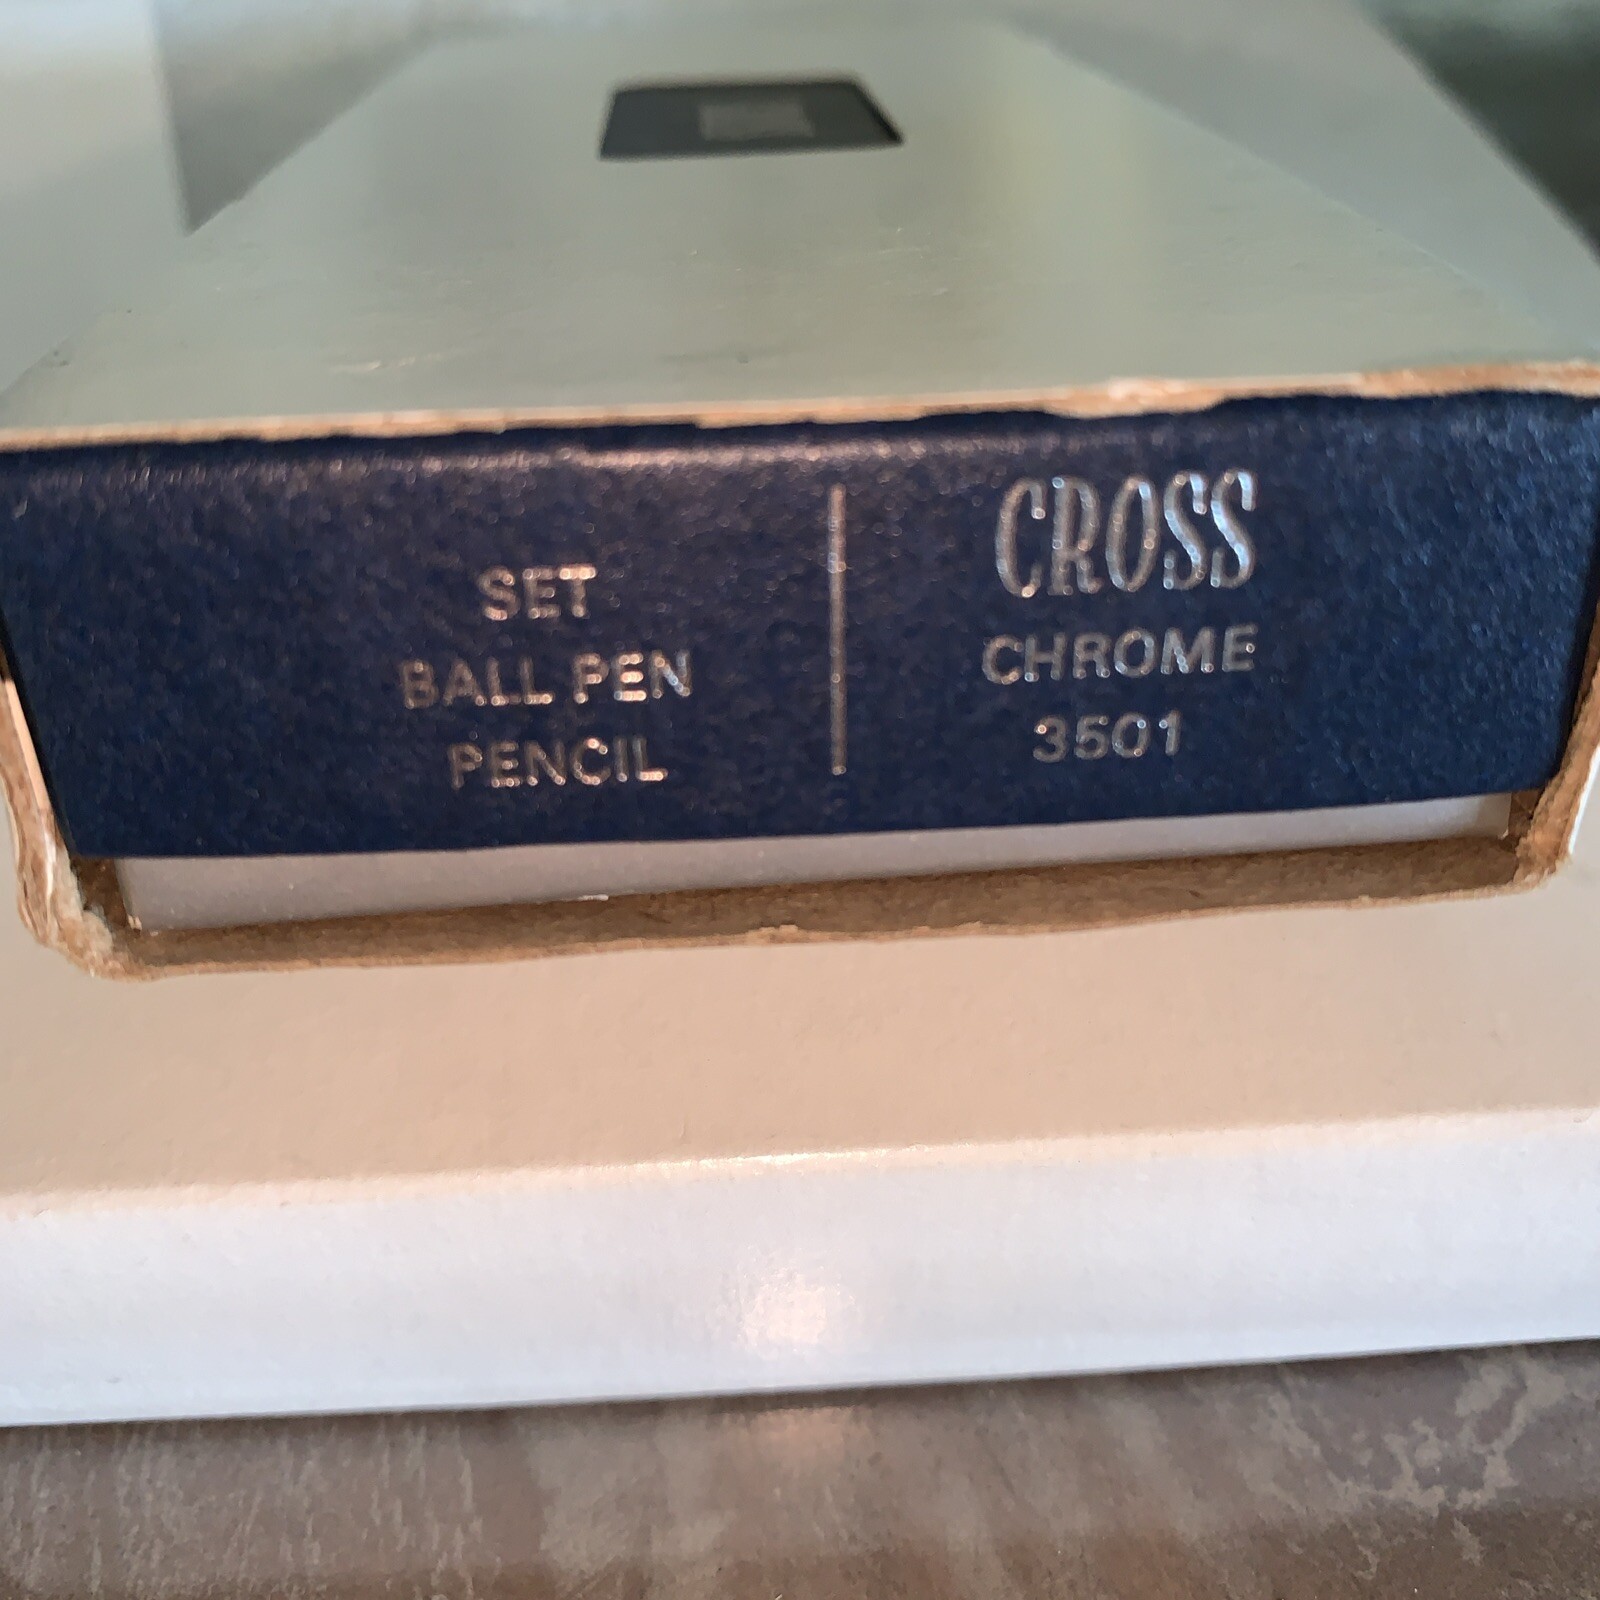 SET
BALL PEN
PENCIL
CROSS
CHROME
3501